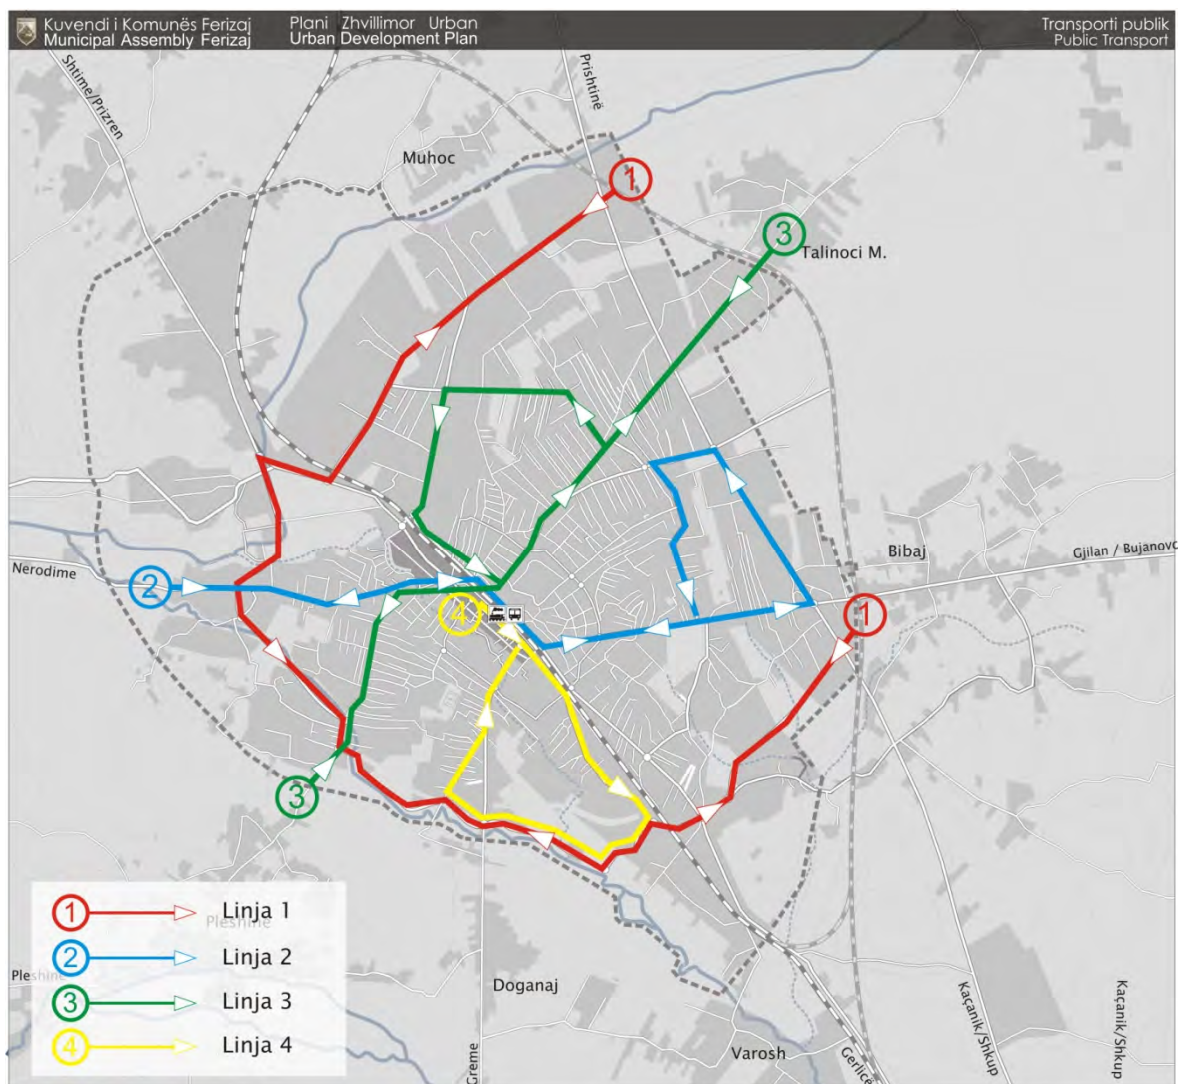 Kuvendi i Komunës Ferizaj
Municipal Assembly Ferizaj
Plani Zhvillimor Urban
Urban Development Plan
Transporti publik
Public Transport
Shtime/Prizren
Prishtinë
Muhoc
1
3
Talinoci M.
Bibaj
Gjilan / Bujanovc
Nerodime
2
4
1
3
1 Linja 1
Pleshinë
2 Linja 2
Pleshinë
3 Linja 3
4 Linja 4
Doganaj
Greme
Varosh
Gerlice
Kaçanik/Shkup
Kaçanik/Shkup